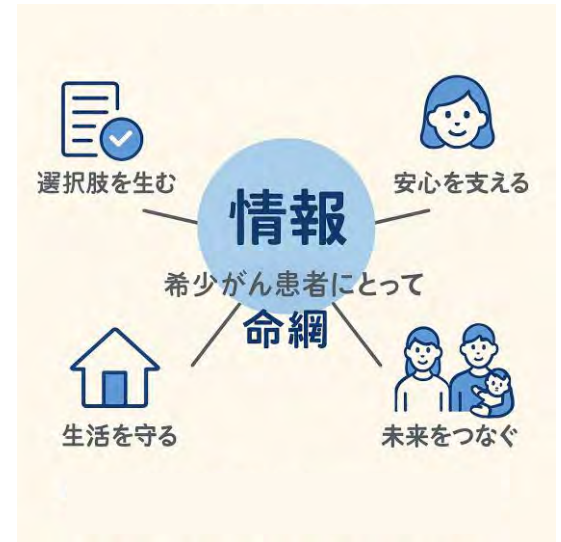 選択肢を生む
安心を支える
情報
希少がん患者にとって
命網
生活を守る
未来をつなぐ